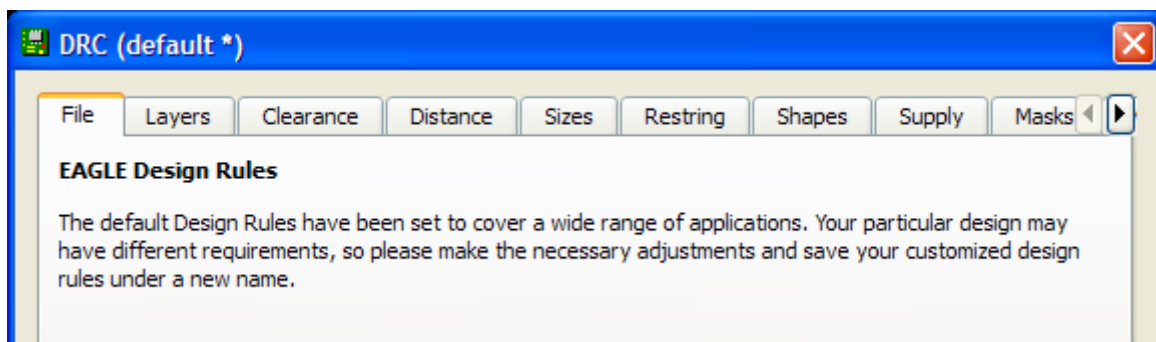 DRC (default *)
File Layers Clearance Distance Sizes Restring Shapes Supply Masks
EAGLE Design Rules
The default Design Rules have been set to cover a wide range of applications. Your particular design may
have different requirements, so please make the necessary adjustments and save your customized design
rules under a new name.